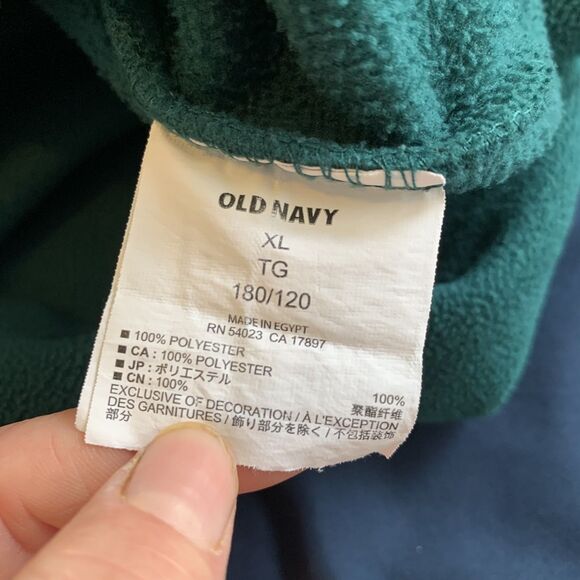 OLD NAVY
XL
TG
180/120
MADE IN EGYPT
RN 54023 CA 17897
■ 100% POLYESTER
■ CA : 100% POLYESTER
■ JP : ポリエステル 100%
■ CN : 100% 聚酯纤维
EXCLUSIVE OF DECORATION / À L'EXCEPTION
DES GARNITURES / 飾り部分を除く / 不包括装饰
部分